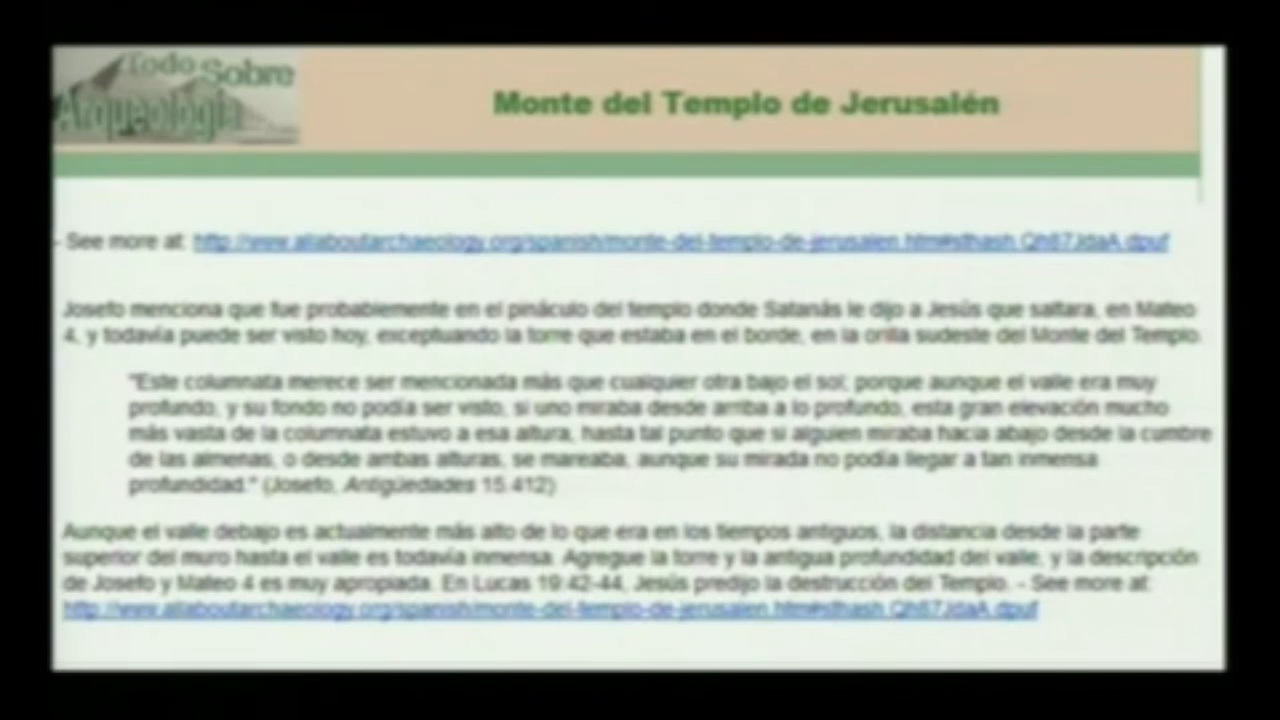 Todo Sobre
Arqueología
Monte del Templo de Jerusalén
- See more at: http://www.allaboutarchaeology.org/spanish/monte-del-templo-de-jerusalen.htm#sthash.Qh67JdaA.dpuf
Josefo menciona que fue probablemente en el pináculo del templo donde Satanás le dijo a Jesús que saltara, en Mateo
4, y todavía puede ser visto hoy, exceptuando la torre que estaba en el borde, en la orilla sudeste del Monte del Templo.
"Este columnata merece ser mencionada más que cualquier otra bajo el sol; porque aunque el valle era muy
profundo, y su fondo no podía ser visto, si uno miraba desde arriba a lo profundo, esta gran elevación mucho
más vasta de la columnata estuvo a esa altura, hasta tal punto que si alguien miraba hacia abajo desde la cumbre
de las almenas, o desde ambas alturas, se mareaba, aunque su mirada no podía llegar a tan inmensa
profundidad." (Josefo, Antigüedades 15.412)
Aunque el valle debajo es actualmente más alto de lo que era en los tiempos antiguos, la distancia desde la parte
superior del muro hasta el valle es todavía inmensa. Agregue la torre y la antigua profundidad del valle, y la descripción
de Josefo y Mateo 4 es muy apropiada. En Lucas 19:42-44, Jesús predijo la destrucción del Templo. - See more at:
http://www.allaboutarchaeology.org/spanish/monte-del-templo-de-jerusalen.htm#sthash.Qh67JdaA.dpuf